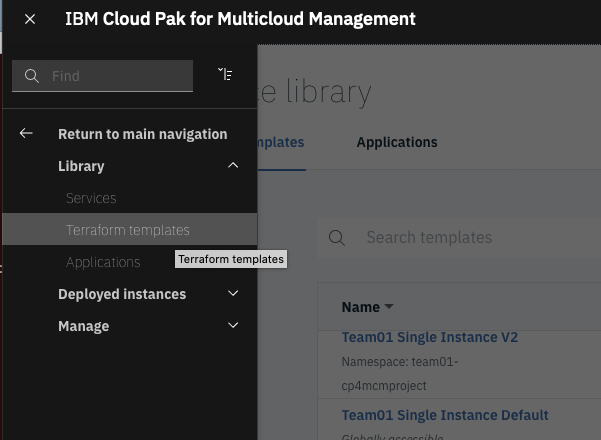 IBM Cloud Pak for Multicloud Management
Find
Return to main navigation
Library
Services
Terraform templates
Applications
Terraform templates
Deployed instances
Manage
ce library
mplates
Applications
Search templates
Name
Team01 Single Instance V2
Namespace: team01-
cp4mcmproject
Team01 Single Instance Default
Globally accessible